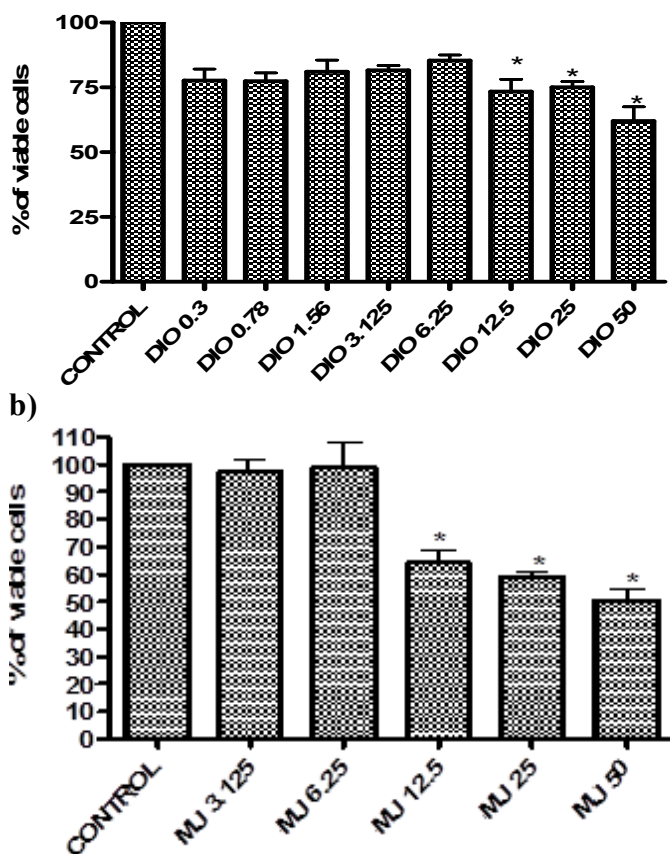 % of viable cells
100
75
50
25
0
* * *
CONTROL
DIO 0.3
DIO 0.78
DIO 1.56
DIO 3.125
DIO 6.25
DIO 12.5
DIO 25
DIO 50
b)
% of viable cells
110
100
90
80
70
60
50
40
30
20
10
0
* * *
CONTROL
MJ 3.125
MJ 6.25
MJ 12.5
MJ 25
MJ 50